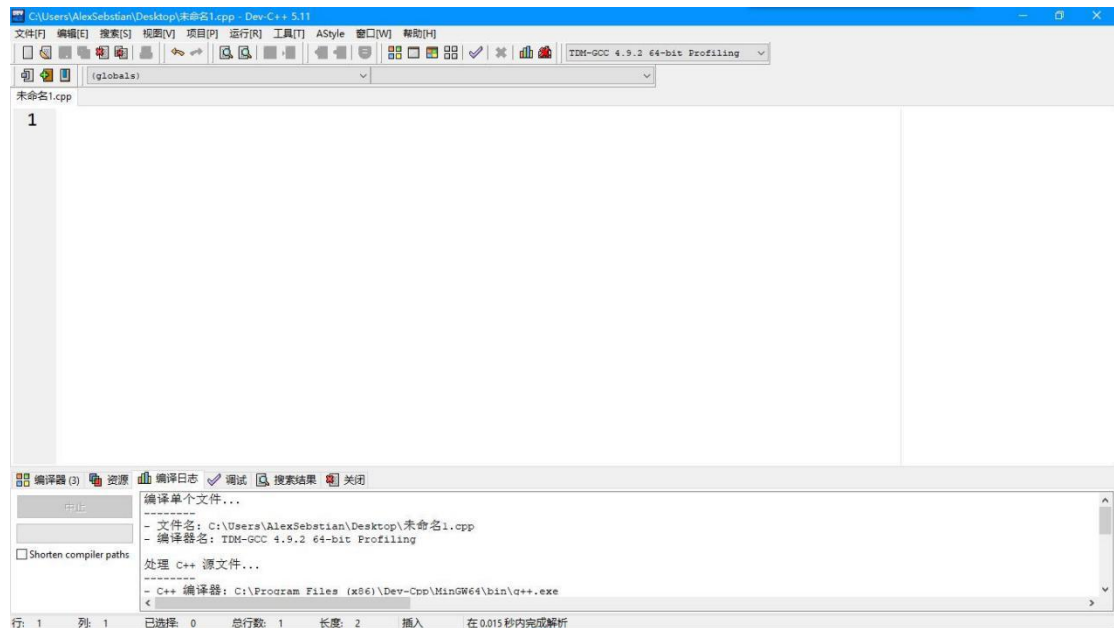 C:\Users\AlexSebstian\Desktop\未命名1.cpp - Dev-C++ 5.11
文件[F] 编辑[E] 搜索[S] 视图[V] 项目[P] 运行[R] 工具[T] AStyle 窗口[W] 帮助[H]
TDM-GCC 4.9.2 64-bit Profiling
(globals)
未命名1.cpp
1
编译器 (3) 资源 编译日志 调试 搜索结果 关闭
中止
Shorten compiler paths
编译单个文件...
--------
- 文件名: C:\Users\AlexSebstian\Desktop\未命名1.cpp
- 编译器名: TDM-GCC 4.9.2 64-bit Profiling
处理 C++ 源文件...
--------
- C++ 编译器: C:\Program Files (x86)\Dev-Cpp\MinGW64\bin\g++.exe
行: 1 列: 1 已选择: 0 总行数: 1 长度: 2 插入 在 0.015 秒内完成解析